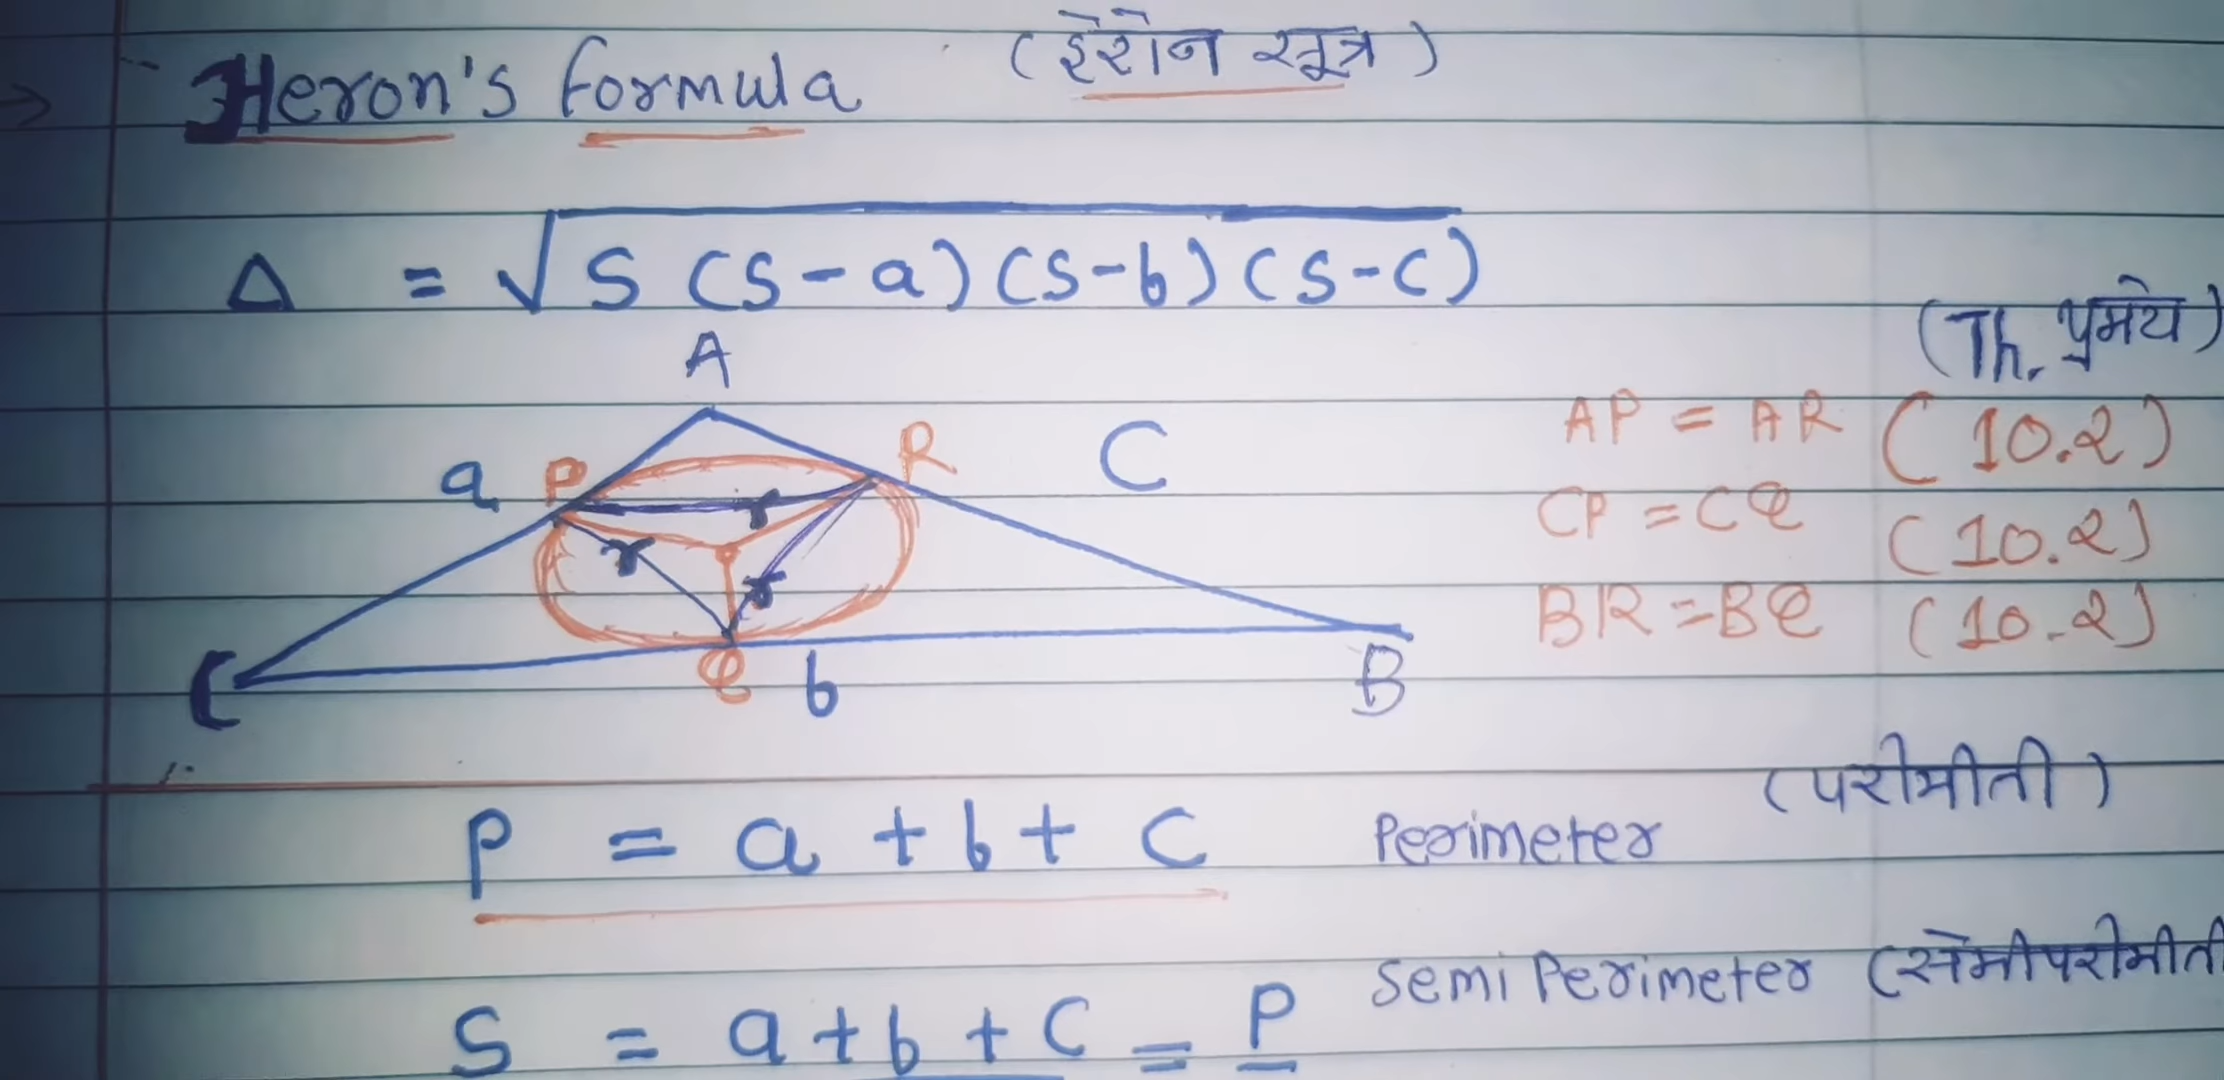 Heron's formula (हेरोन सूत्र)
Δ = √S (S-a) (S-b) (S-c)
(Th. प्रमेय)
A
AP = AR (10.2)
a P R C
CP = CQ (10.2)
r r r
BR = BQ (10.2)
C Q b B
(परीमीती)
P = a + b + c Perimeter
Semi Perimeter (सेमीपरीमीती
S = a + b + c = P